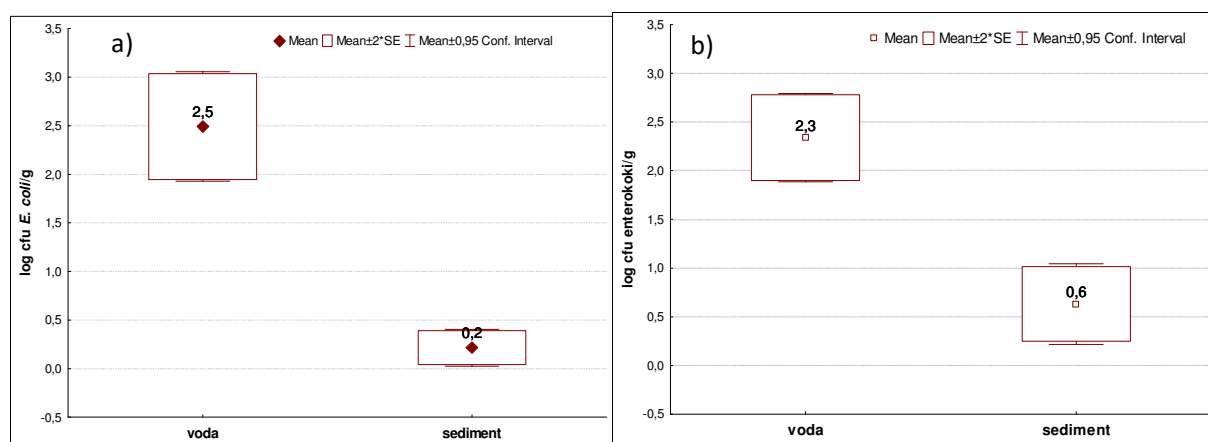 a)
Mean Mean±2*SE Mean±0,95 Conf. Interval
3,5
3,0
2,5
2,0
1,5
1,0
0,5
0,0
-0,5
log cfu E. coli/g
2,5
0,2
voda sediment
b)
Mean Mean±2*SE Mean±0,95 Conf. Interval
3,5
3,0
2,5
2,0
1,5
1,0
0,5
0,0
-0,5
log cfu enterokoki/g
2,3
0,6
voda sediment